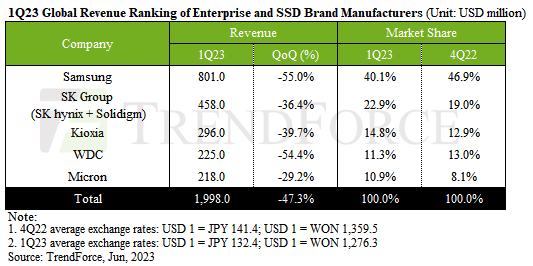 1Q23 Global Revenue Ranking of Enterprise and SSD Brand Manufacturers (Unit: USD million)
Company Revenue Market Share
1Q23 QoQ (%) 1Q23 4Q22
Samsung 801.0 -55.0% 40.1% 46.9%
SK Group
(SK hynix + Solidigm) 458.0 -36.4% 22.9% 19.0%
Kioxia 296.0 -39.7% 14.8% 12.9%
WDC 225.0 -54.4% 11.3% 13.0%
Micron 218.0 -29.2% 10.9% 8.1%
Total 1,998.0 -47.3% 100.0% 100.0%
TRENDFORCE
Note:
1. 4Q22 average exchange rates: USD 1 = JPY 141.4; USD 1 = WON 1,359.5
2. 1Q23 average exchange rates: USD 1 = JPY 132.4; USD 1 = WON 1,276.3
Source: TrendForce, Jun, 2023